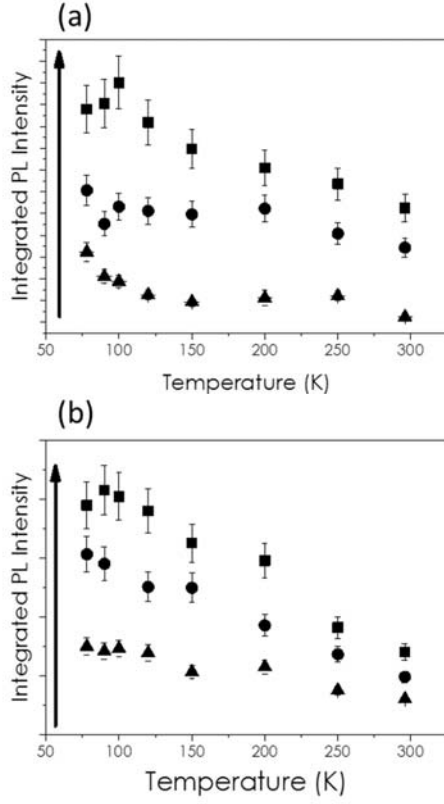 (a)
Integrated PL Intensity
50 100 150 200 250 300
Temperature (K)
(b)
Integrated PL Intensity
50 100 150 200 250 300
Temperature (K)